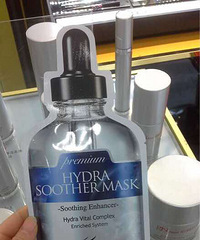 premium
HYDRA
SOOTHER MASK
-Soothing Enhancer-
Hydra Vital Complex
Enriched System